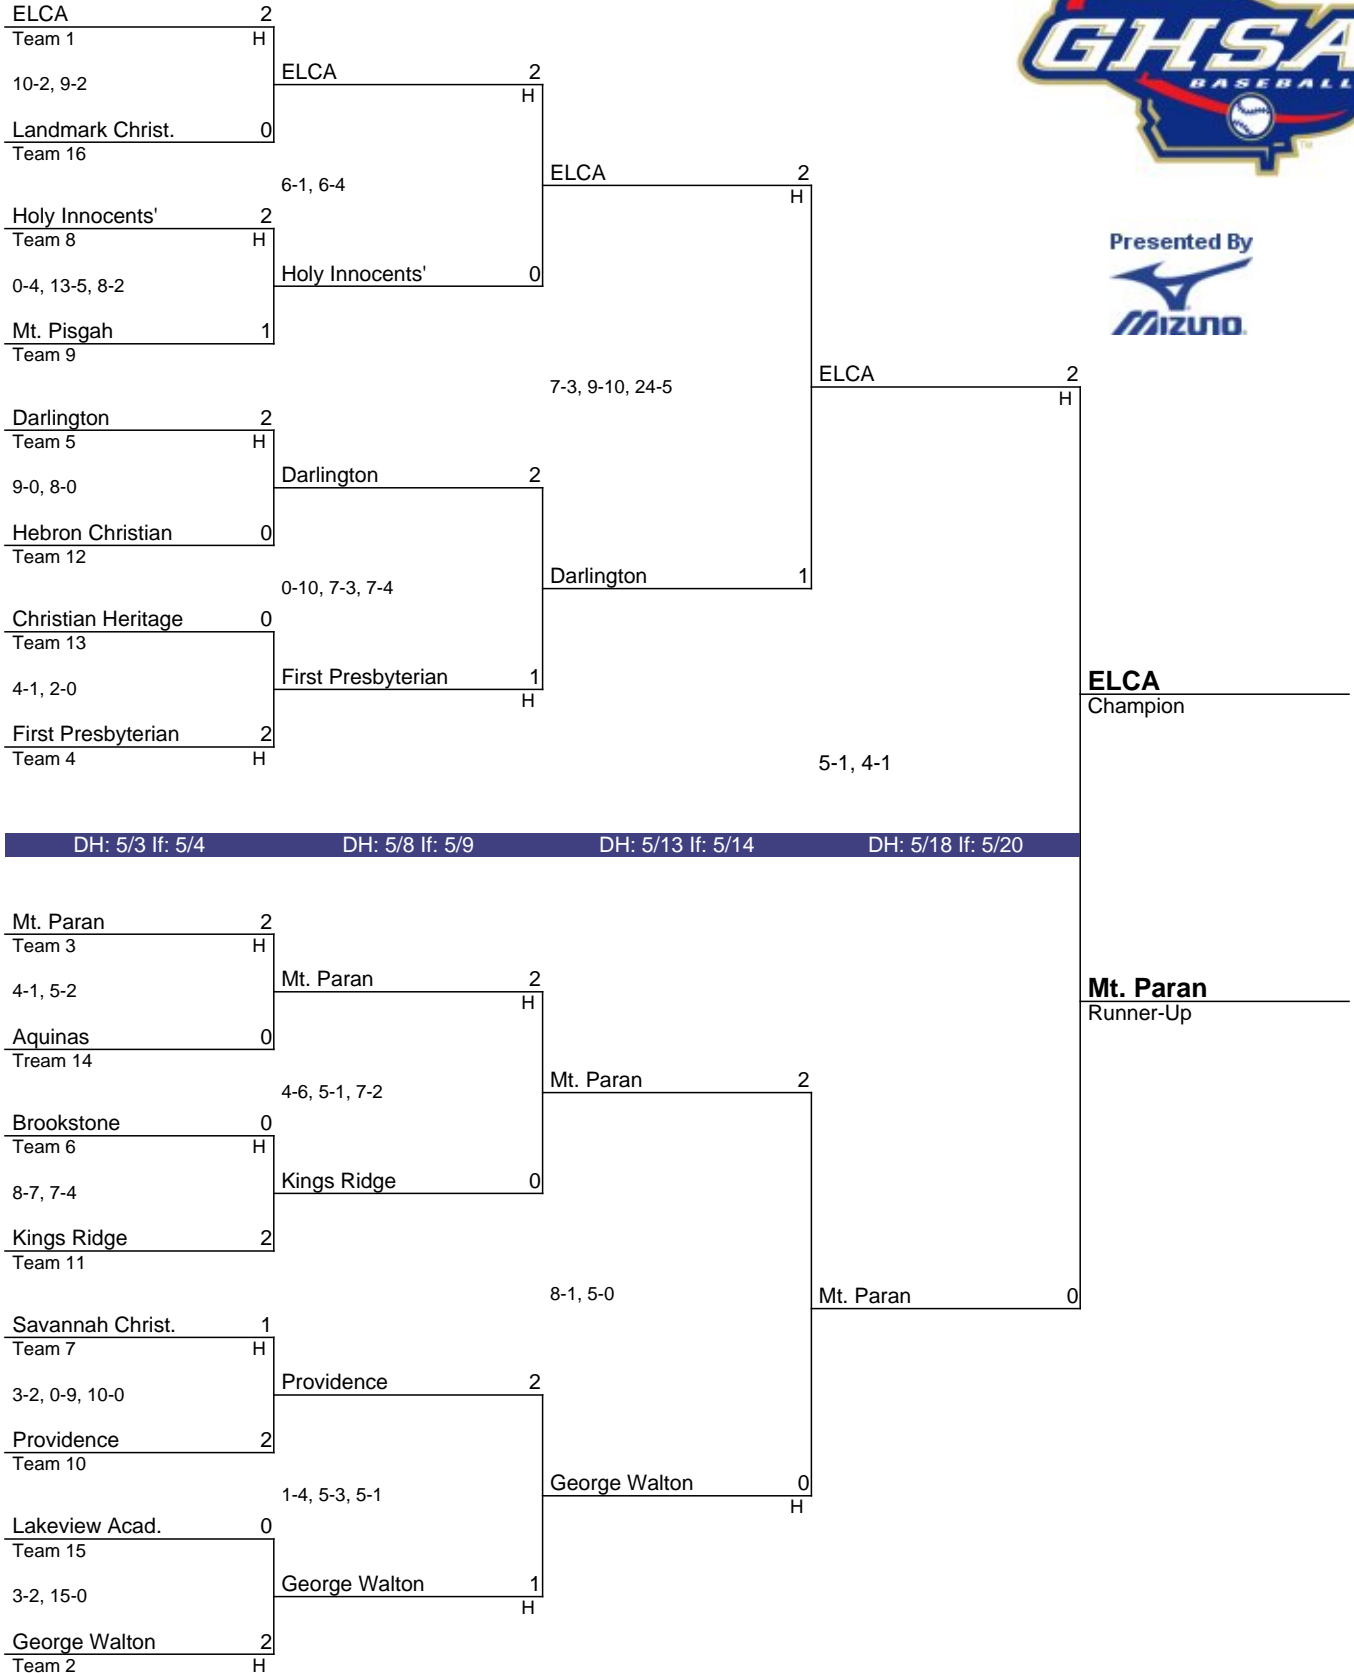 ELCA 2
Team 1 H
10-2, 9-2
Landmark Christ. 0
Team 16
Holy Innocents' 2
Team 8 H
0-4, 13-5, 8-2
Mt. Pisgah 1
Team 9
Darlington 2
Team 5 H
9-0, 8-0
Hebron Christian 0
Team 12
Christian Heritage 0
Team 13
4-1, 2-0
First Presbyterian 2
Team 4 H
ELCA 2
H
6-1, 6-4
Holy Innocents' 0
Darlington 2
0-10, 7-3, 7-4
First Presbyterian 1
H
ELCA 2
H
7-3, 9-10, 24-5
Darlington 1
ELCA 2
H
5-1, 4-1
GHSA
BASEBALL
TM
Presented By
MIZUNO
ELCA
Champion
DH: 5/3 If: 5/4 DH: 5/8 If: 5/9 DH: 5/13 If: 5/14 DH: 5/18 If: 5/20
Mt. Paran 2
Team 3 H
4-1, 5-2
Aquinas 0
Tream 14
Brookstone 0
Team 6 H
8-7, 7-4
Kings Ridge 2
Team 11
Savannah Christ. 1
Team 7 H
3-2, 0-9, 10-0
Providence 2
Team 10
Lakeview Acad. 0
Team 15
3-2, 15-0
George Walton 2
Team 2 H
Mt. Paran 2
H
4-6, 5-1, 7-2
Kings Ridge 0
Providence 2
1-4, 5-3, 5-1
George Walton 1
H
Mt. Paran 2
8-1, 5-0
George Walton 0
H
Mt. Paran 0
Mt. Paran
Runner-Up